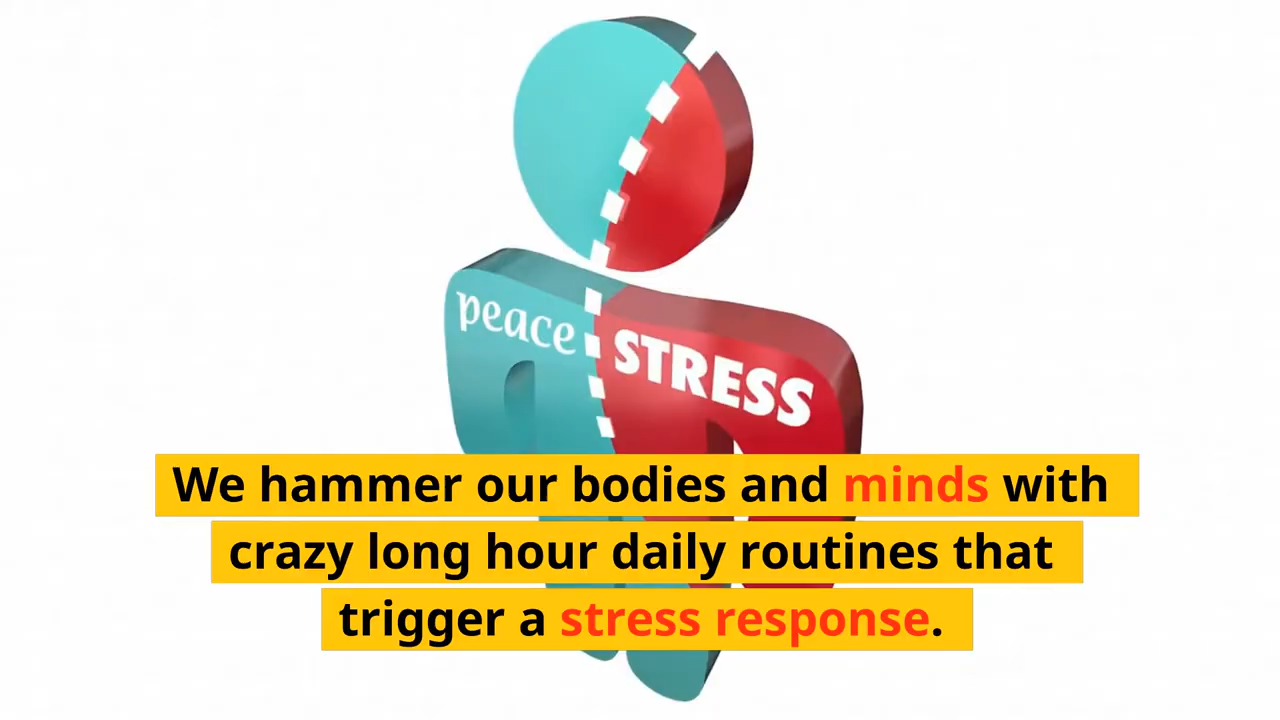 peace
STRESS
We hammer our bodies and minds with
crazy long hour daily routines that
trigger a stress response.